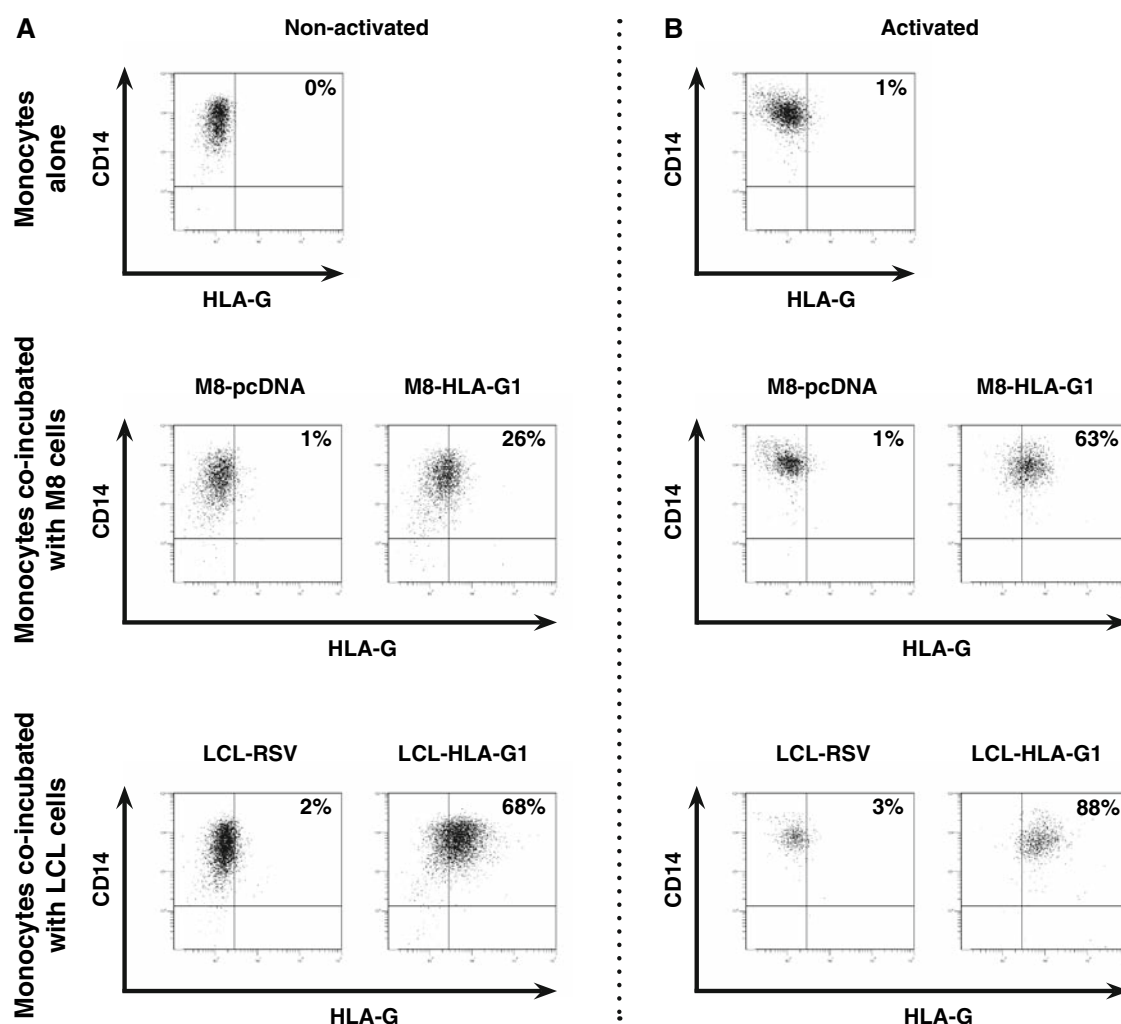 A
Non-activated
B
Activated
Monocytes
alone
CD14
0%
HLA-G
CD14
1%
HLA-G
Monocytes co-incubated
with M8 cells
M8-pcDNA
M8-HLA-G1
CD14
1%
26%
HLA-G
M8-pcDNA
M8-HLA-G1
CD14
1%
63%
HLA-G
Monocytes co-incubated
with LCL cells
LCL-RSV
LCL-HLA-G1
CD14
2%
68%
HLA-G
LCL-RSV
LCL-HLA-G1
CD14
3%
88%
HLA-G